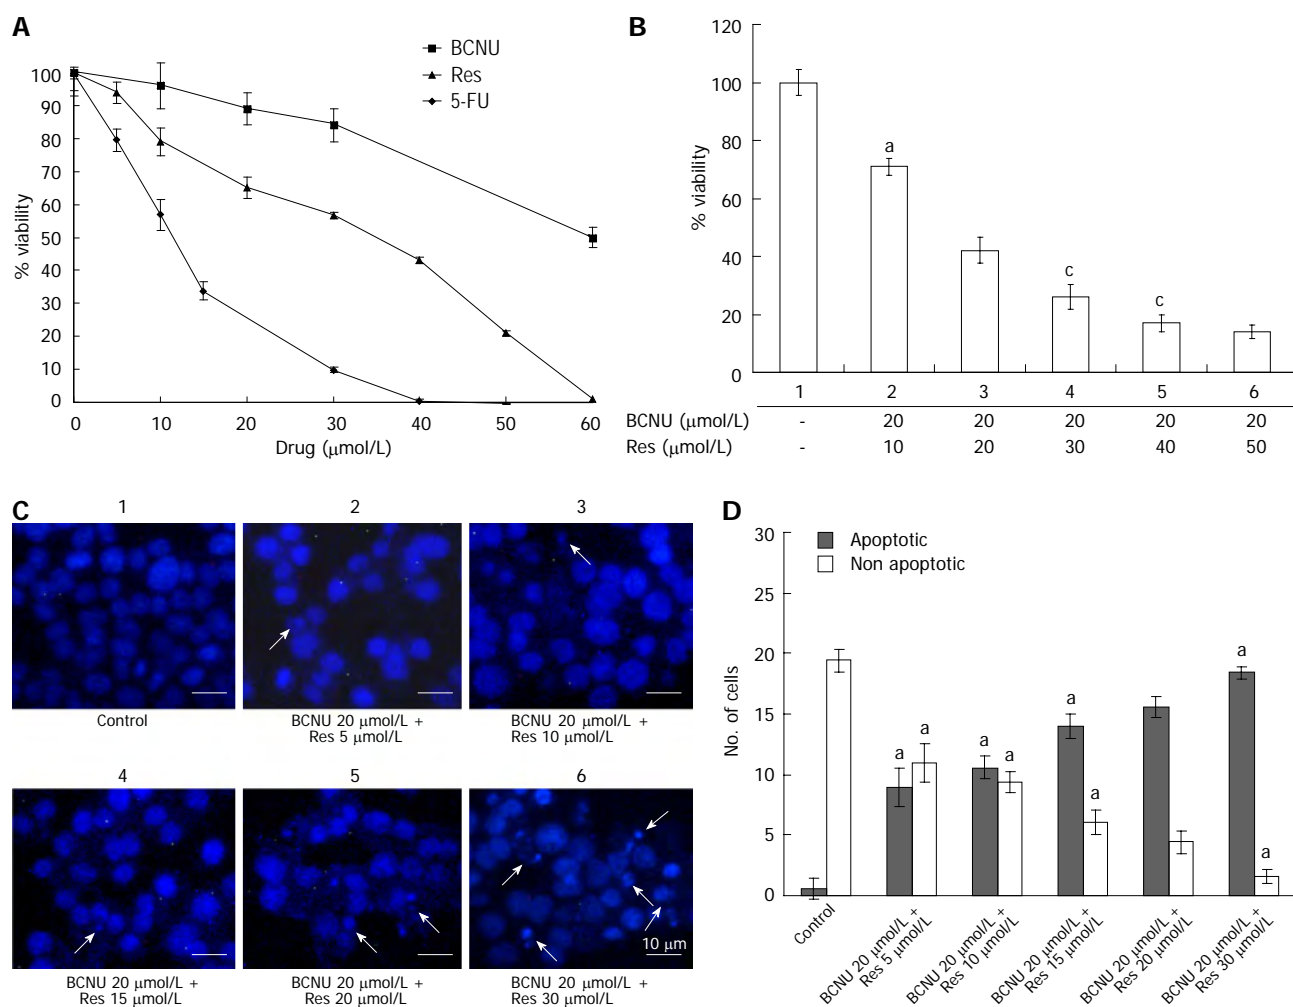 A
BCNU
Res
5-FU
100
90
80
70
60
50
40
30
20
10
0
% viability
0 10 20 30 40 50 60
Drug (μmol/L)
B
120
100
80
60
40
20
0
% viability
a
c
c
1 2 3 4 5 6
BCNU (μmol/L) - 20 20 20 20 20
Res (μmol/L) - 10 20 30 40 50
C
1 2 3
Control
BCNU 20 μmol/L +
Res 5 μmol/L
BCNU 20 μmol/L +
Res 10 μmol/L
4 5 6
10 μm
BCNU 20 μmol/L +
Res 15 μmol/L
BCNU 20 μmol/L +
Res 20 μmol/L
BCNU 20 μmol/L +
Res 30 μmol/L
D
Apoptotic
Non apoptotic
30
25
20
15
10
5
0
No. of cells
a a
a a
a a
a a
Control
BCNU 20 μmol/L +
Res 5 μmol/L
BCNU 20 μmol/L +
Res 10 μmol/L
BCNU 20 μmol/L +
Res 15 μmol/L
BCNU 20 μmol/L +
Res 20 μmol/L
BCNU 20 μmol/L +
Res 30 μmol/L